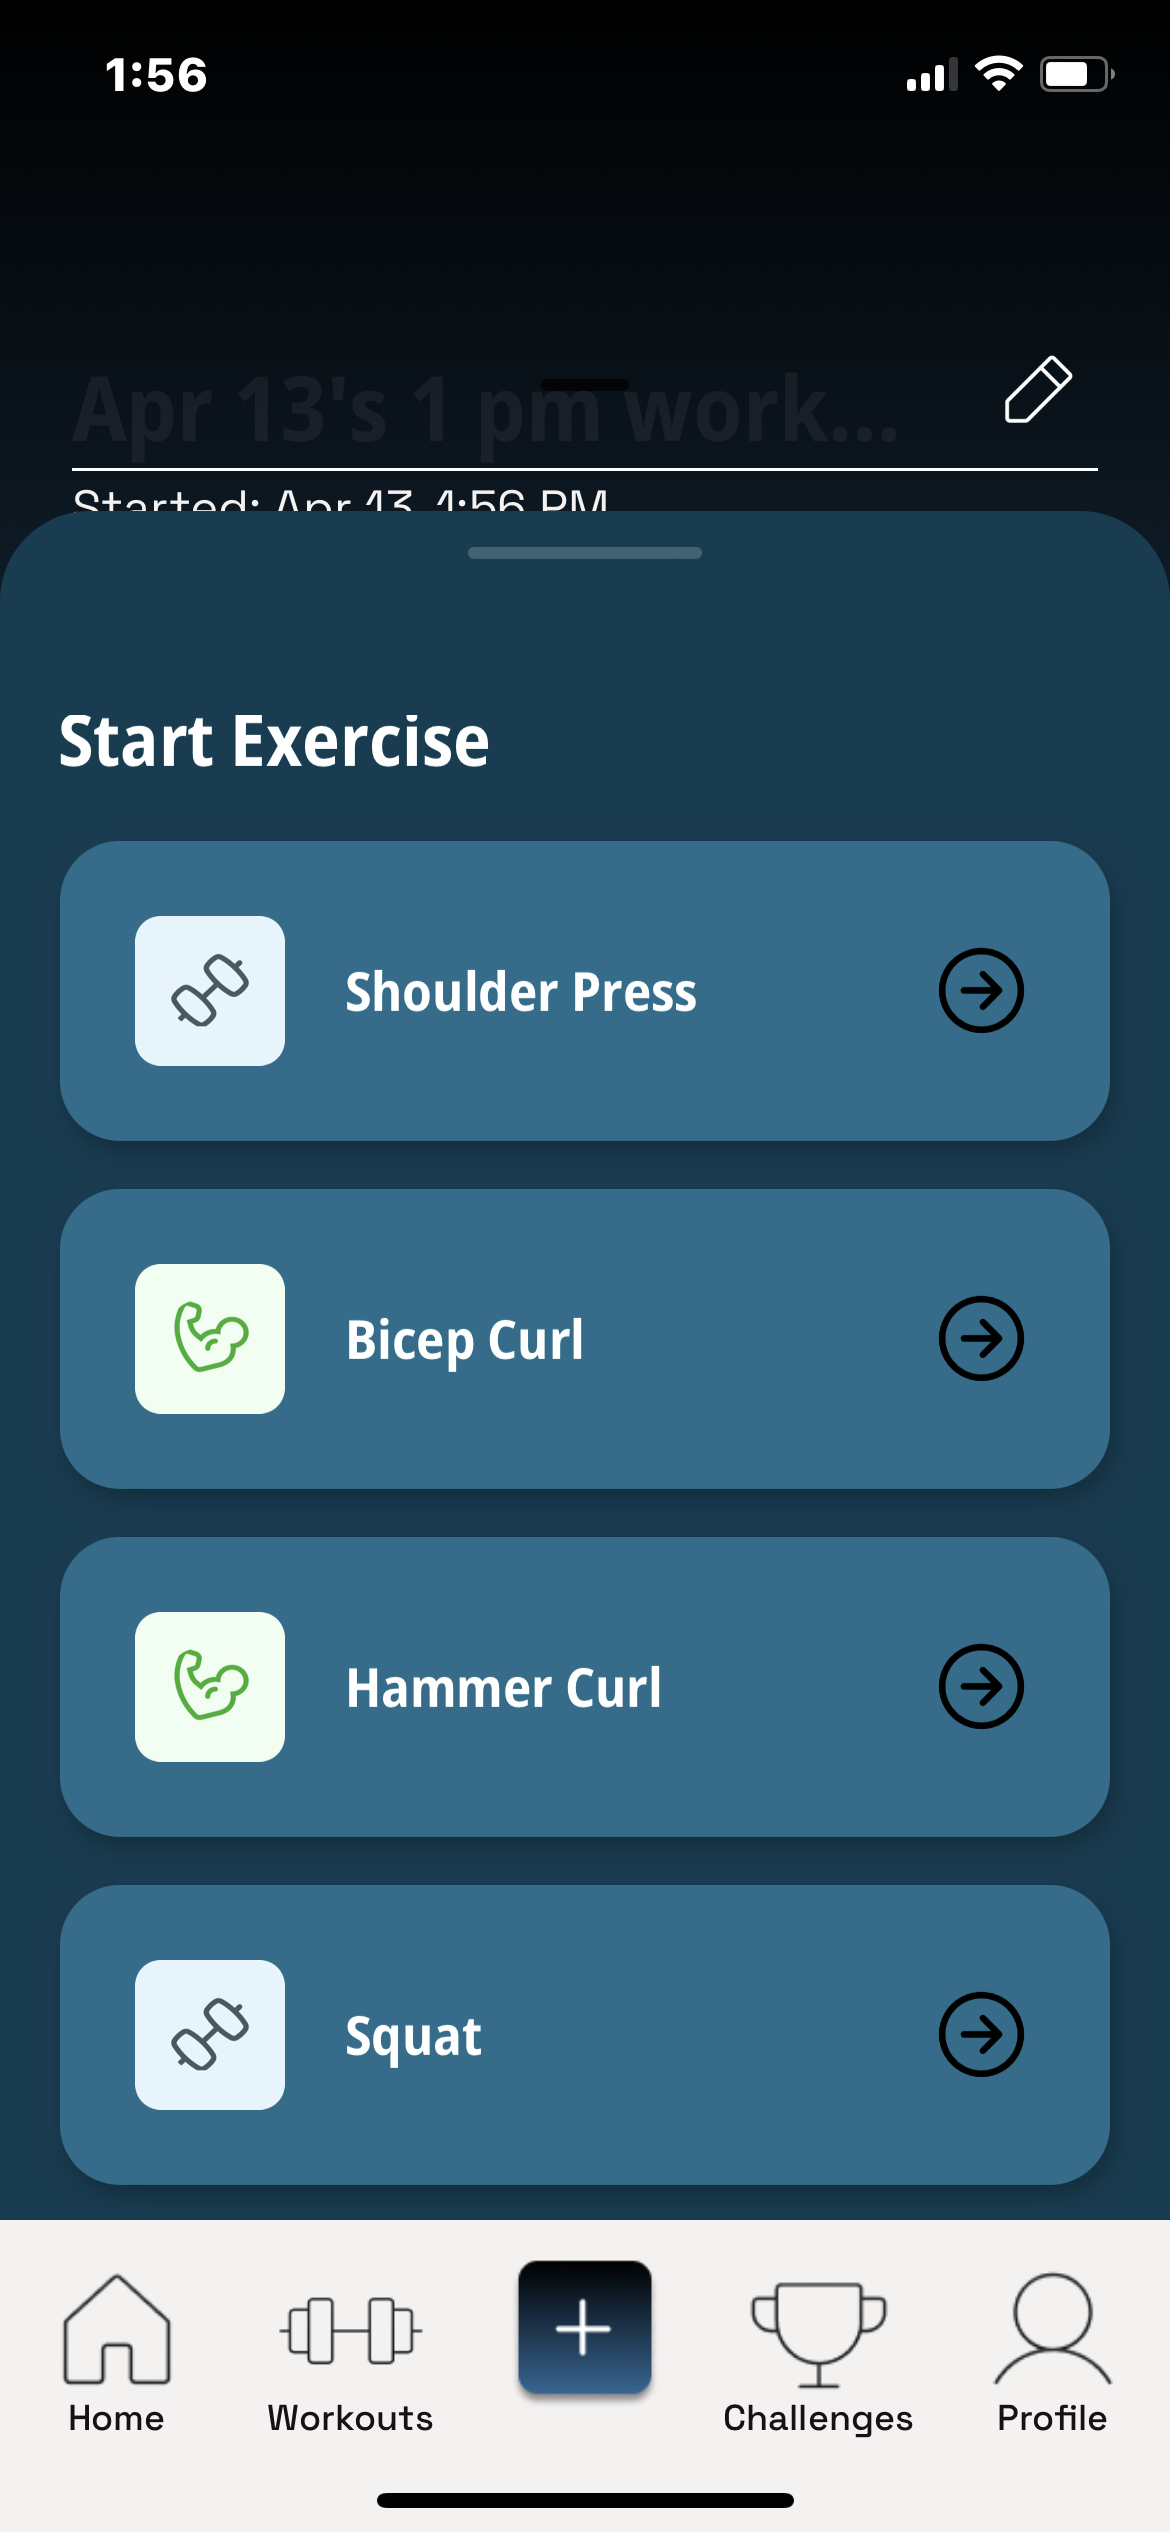 1:56
Apr 13's 1 pm work...
Started: Apr 13, 1:56 PM
Start Exercise
Shoulder Press
Bicep Curl
Hammer Curl
Squat
Home
Workouts
Challenges
Profile